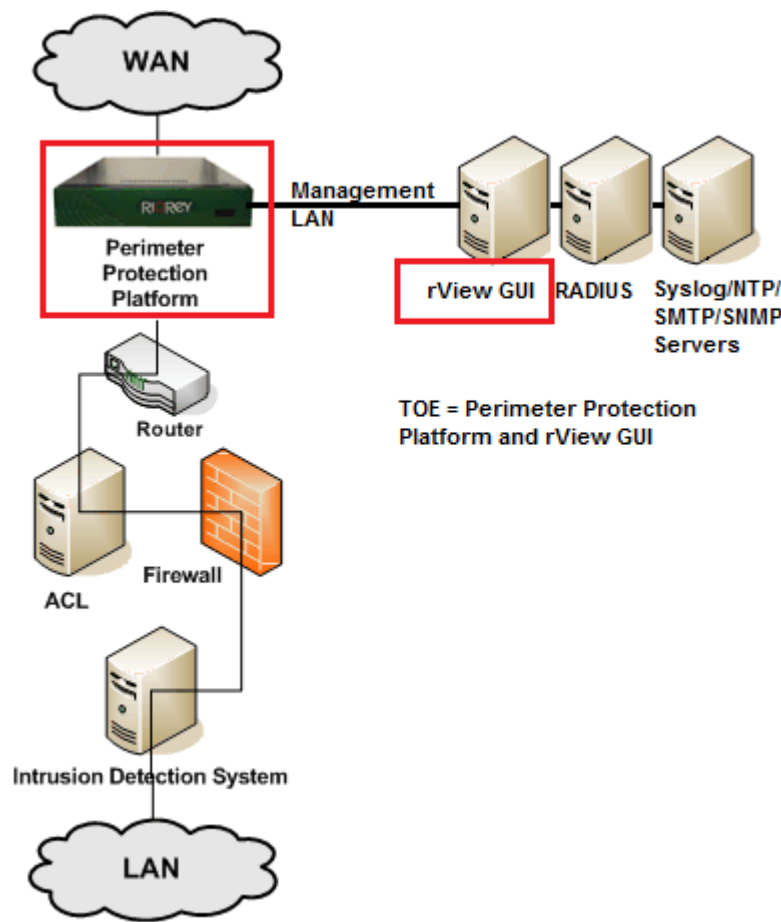 WAN
RIOREY
Perimeter
Protection
Platform
Management
LAN
rView GUI
RADIUS
Syslog/NTP/
SMTP/SNMP
Servers
TOE = Perimeter Protection
Platform and rView GUI
Router
ACL
Firewall
Intrusion Detection System
LAN